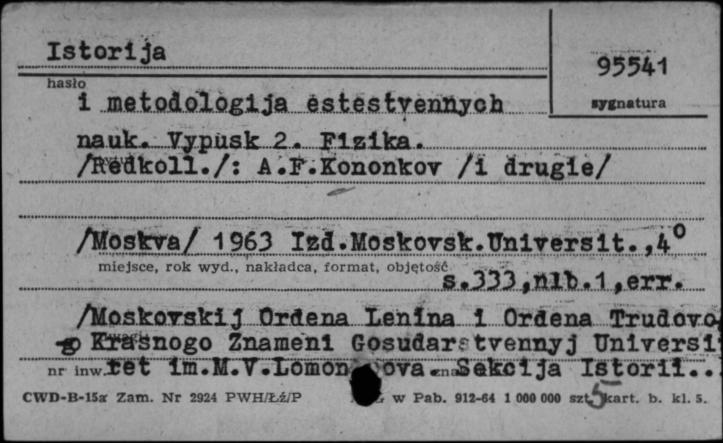 Istorija
95541
hasło
sygnatura
i metodologija estestvennych
nauk. Vypusk 2. Fizika.
/Redkoll./: A.F.Kononkov /i drugie/
/Moskva/ 1963 Izd.Moskovsk.Universit.,4°
miejsce, rok wyd., nakładca, format, objętość
s.333,nlb.1,err.
/Moskovskij Ordena Lenina i Ordena Trudovo-
-go Krasnogo Znameni Gosudarstvennyj Universi
nr inw. tet im.M.V.Lomonosova. Sekcija Istorii..
CWD-B-15a Zam. Nr 2924 PWH/Łź/P w Pab. 912-64 1 000 000 szt. kart. b. kl. 5.
5